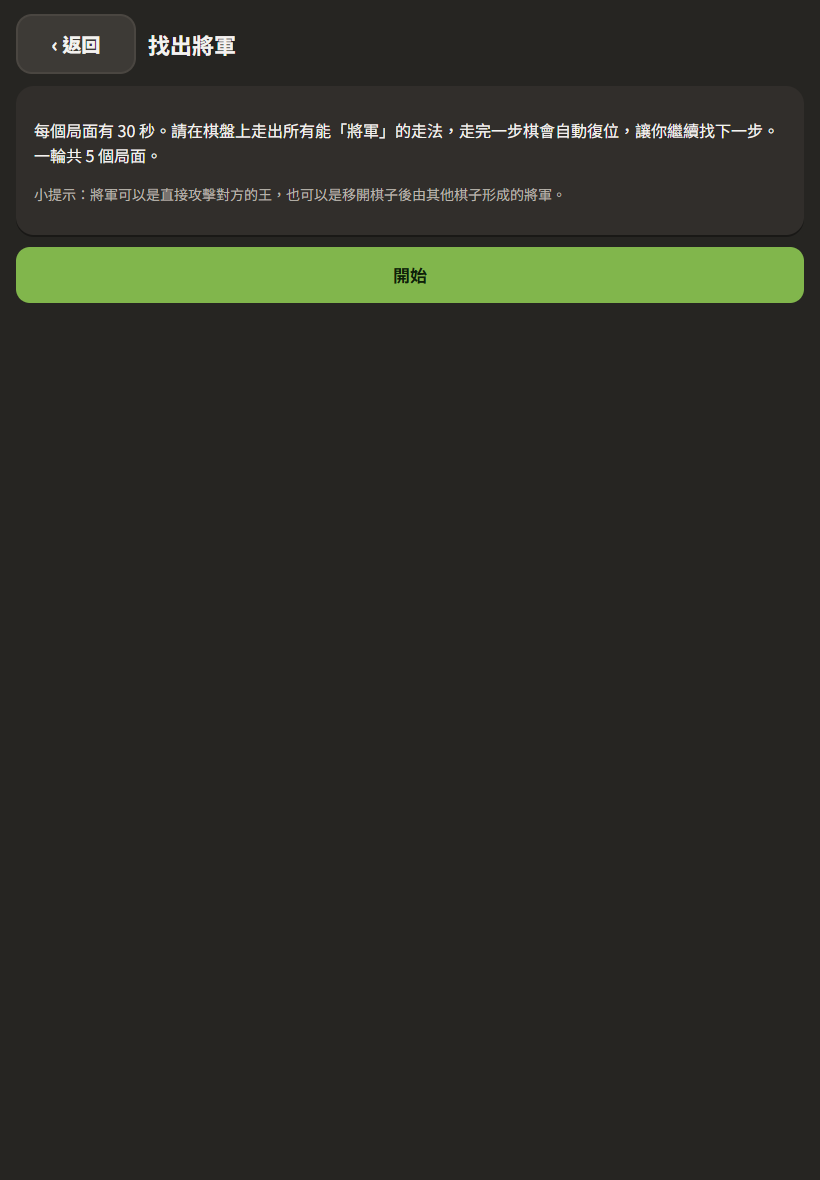 ‹ 返回
找出將軍
每個局面有 30 秒。請在棋盤上走出所有能「將軍」的走法，走完一步棋會自動復位，讓你繼續找下一步。
一輪共 5 個局面。
小提示：將軍可以是直接攻擊對方的王，也可以是移開棋子後由其他棋子形成的將軍。
開始